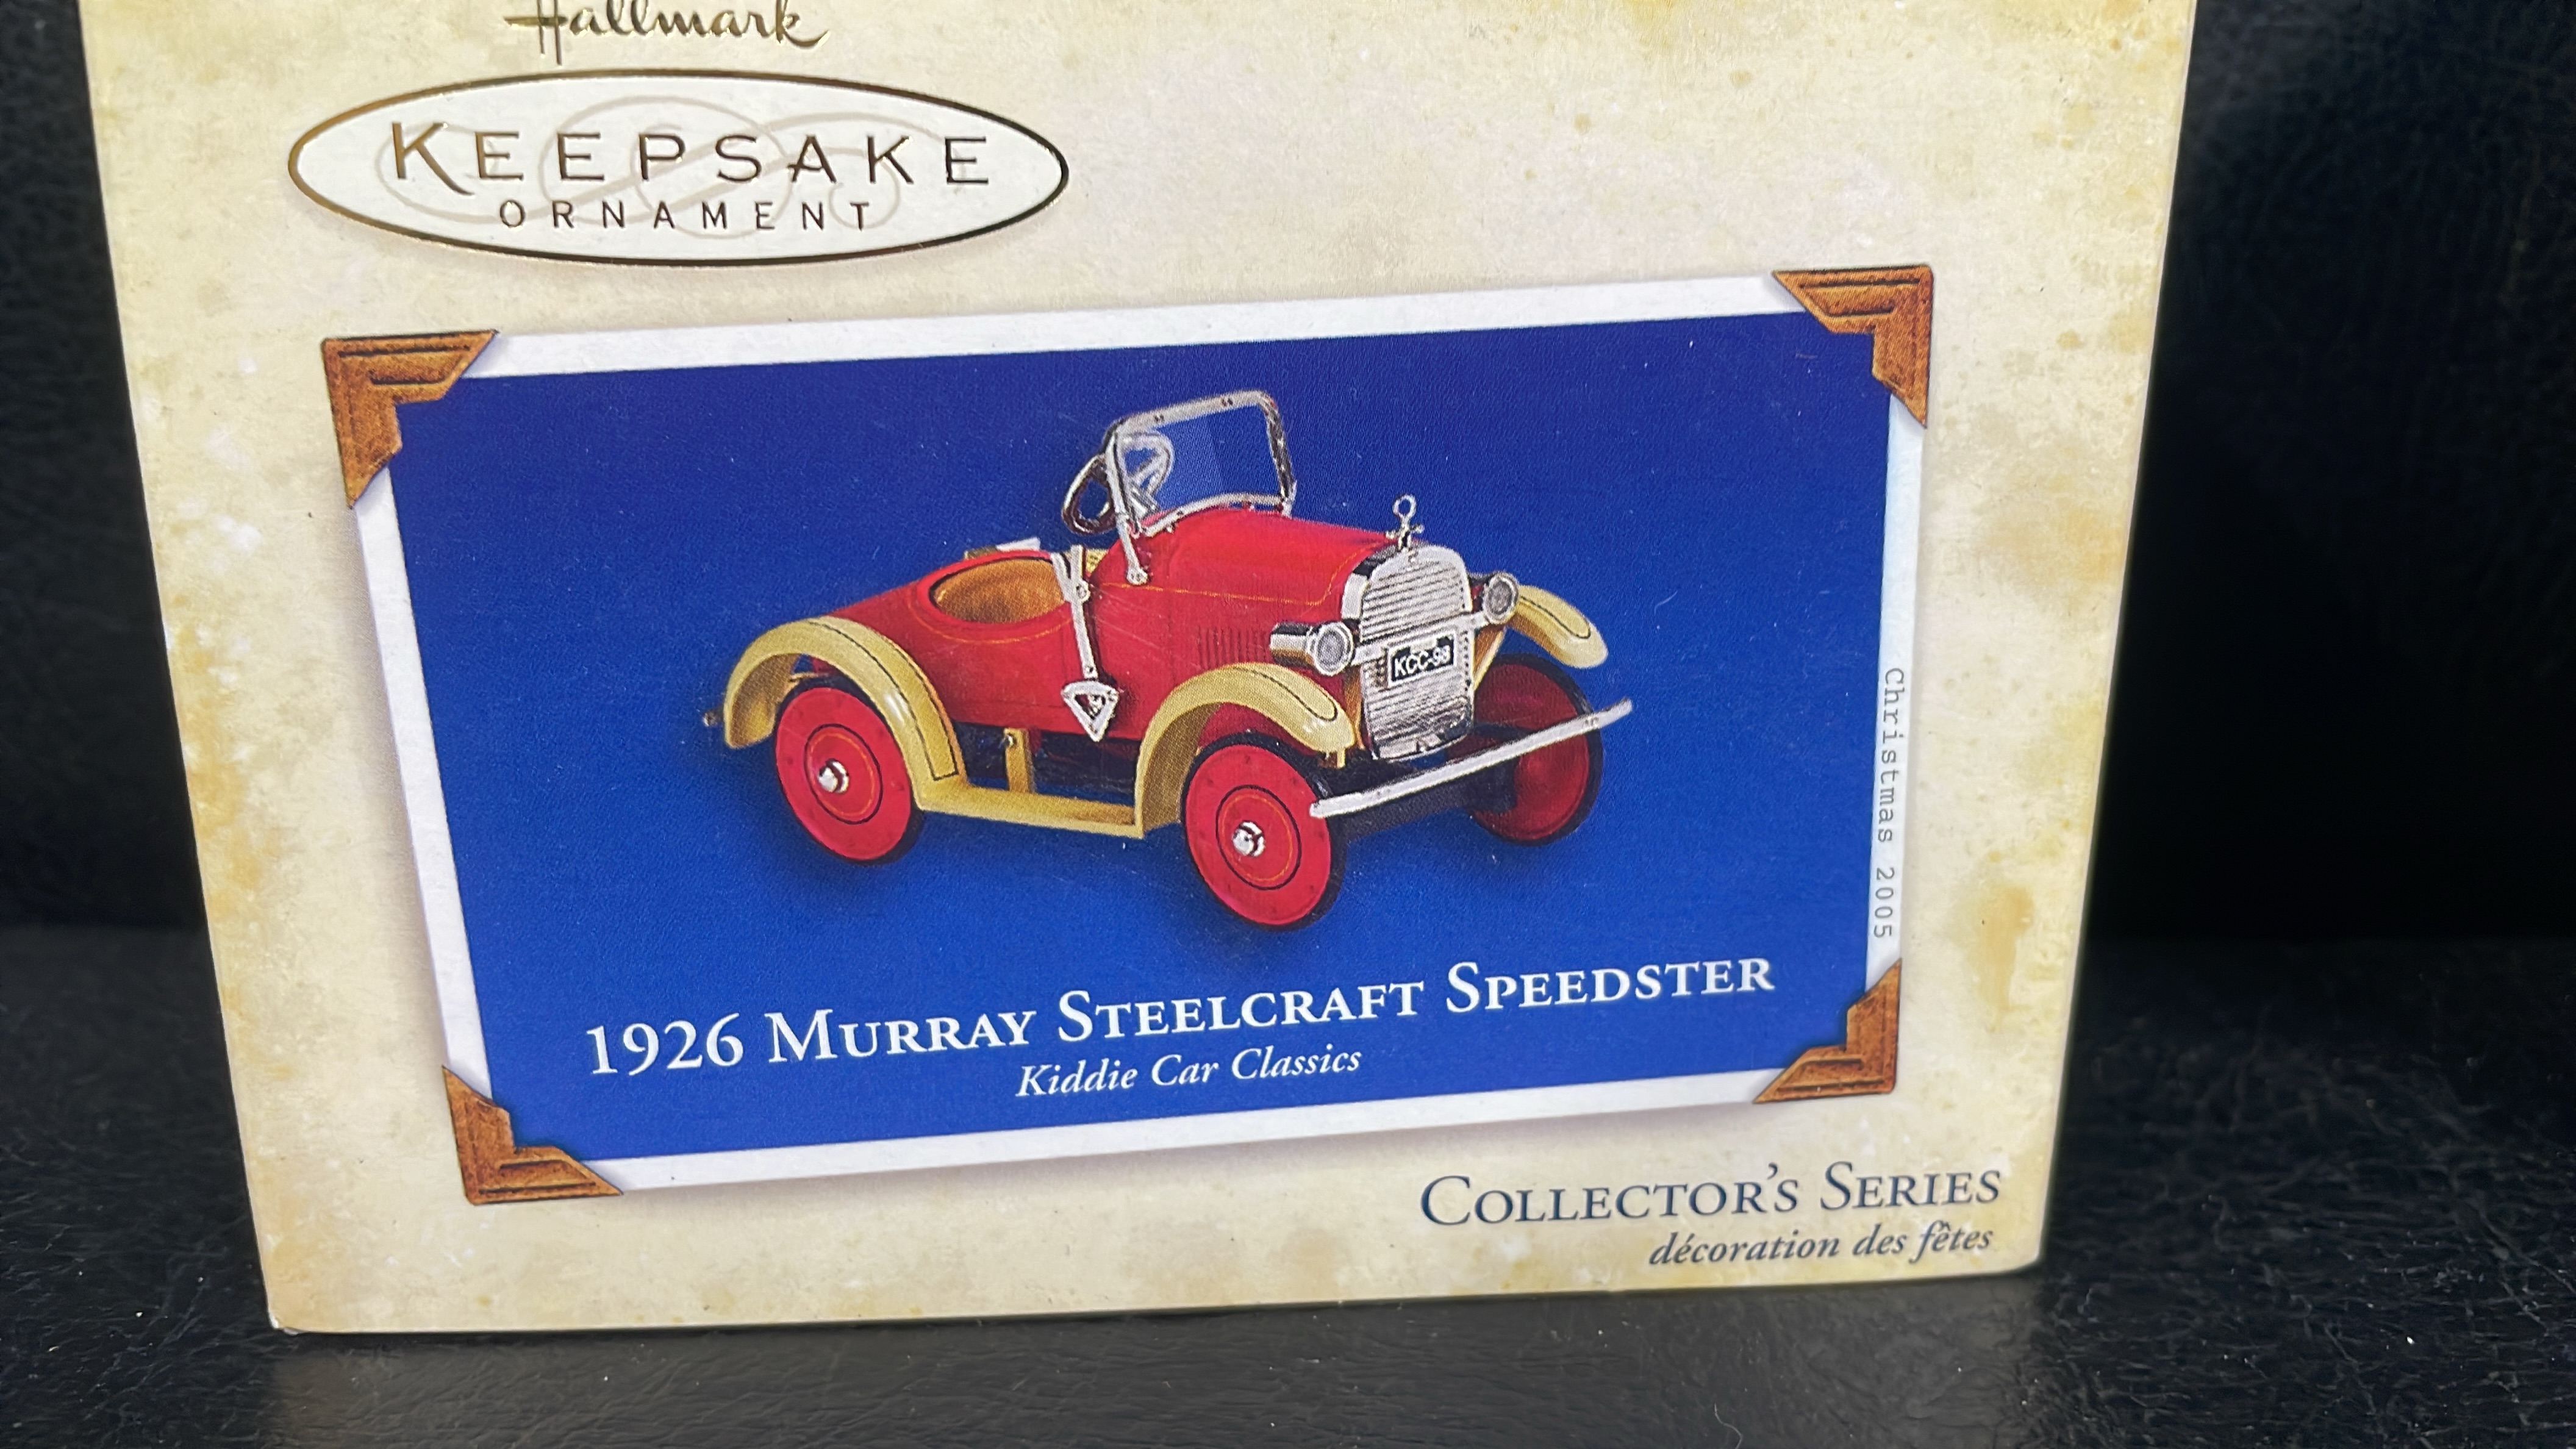 Hallmark
KEEPSAKE
ORNAMENT
KCC-98
Christmas 2005
1926 MURRAY STEELCRAFT SPEEDSTER
Kiddie Car Classics
COLLECTOR'S SERIES
décoration des fêtes